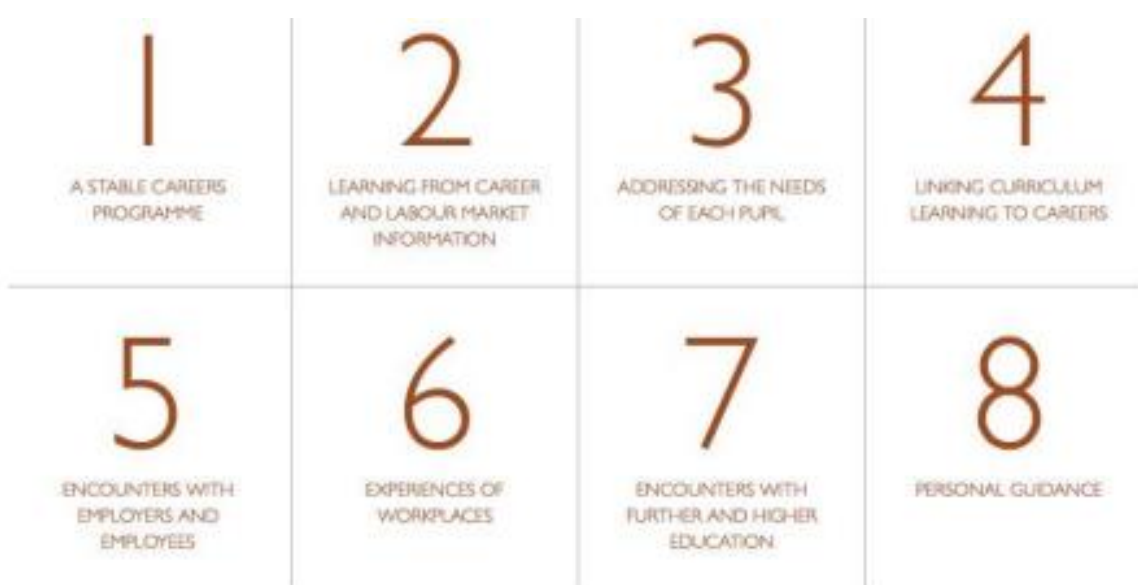 1
A STABLE CAREERS
PROGRAMME
2
LEARNING FROM CAREER
AND LABOUR MARKET
INFORMATION
3
ADDRESSING THE NEEDS
OF EACH PUPIL
4
LINKING CURRICULUM
LEARNING TO CAREERS
5
ENCOUNTERS WITH
EMPLOYERS AND
EMPLOYEES
6
EXPERIENCES OF
WORKPLACES
7
ENCOUNTERS WITH
FURTHER AND HIGHER
EDUCATION
8
PERSONAL GUIDANCE